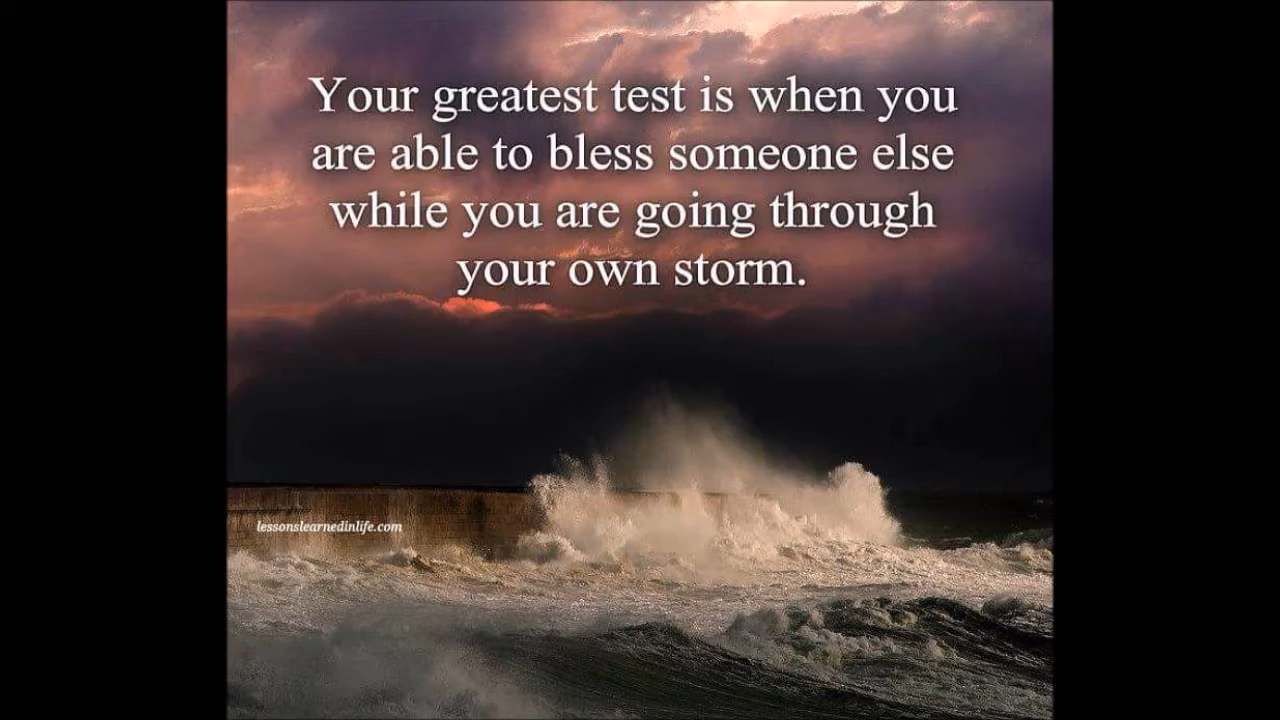 Your greatest test is when you
are able to bless someone else
while you are going through
your own storm.
lessonslearnedinlife.com